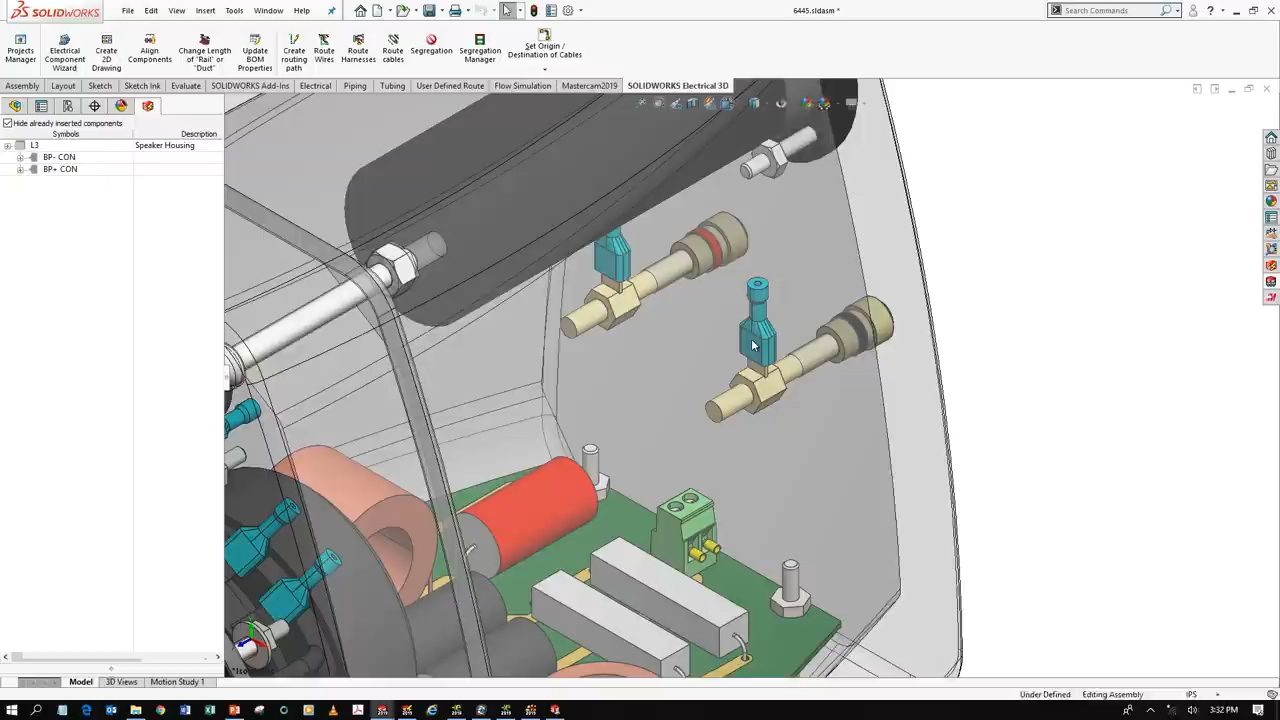 SOLIDWORKS
File
Edit
View
Insert
Tools
Window
Help
6445.sldasm *
Search Commands
Projects
Manager
Electrical
Component
Wizard
Create
2D
Drawing
Align
Components
Change Length
of "Rail" or
"Duct"
Update
BOM
Properties
Create
routing
path
Route
Wires
Route
Harnesses
Route
cables
Segregation
Segregation
Manager
Set Origin /
Destination of Cables
Assembly
Layout
Sketch
Sketch Ink
Evaluate
SOLIDWORKS Add-Ins
Electrical
Piping
Tubing
User Defined Route
Flow Simulation
Mastercam2019
SOLIDWORKS Electrical 3D
Hide already inserted components
Symbols
Description
L3
Speaker Housing
BP- CON
BP+ CON
Model
3D Views
Motion Study 1
Under Defined
Editing Assembly
IPS
3:32 PM